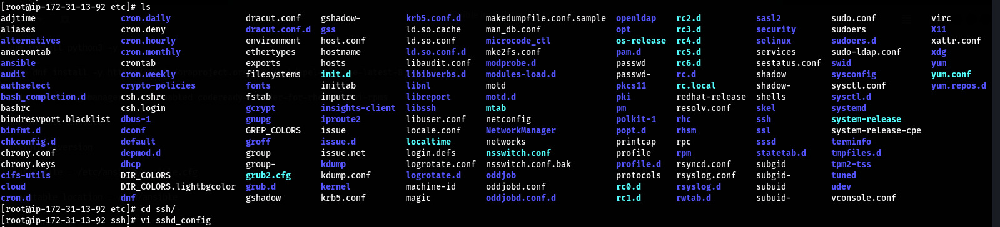 [root@ip-172-31-13-92 etc]# ls
adjtime cron.daily dracut.conf gshadow- krb5.conf.d makedumpfile.conf.sample openldap rc2.d sasl2 sudo.conf virc
aliases cron.deny dracut.conf.d gss ld.so.cache man_db.conf opt rc3.d security sudoers X11
alternatives cron.hourly environment host.conf ld.so.conf microcode_ctl os-release rc4.d selinux sudoers.d xattr.conf
anacrontab cron.monthly ethertypes hostname ld.so.conf.d mke2fs.conf pam.d rc5.d services sudo-ldap.conf xdg
ansible crontab exports hosts libaudit.conf modprobe.d passwd rc6.d sestatus.conf swid yum
audit cron.weekly filesystems init.d libibverbs.d modules-load.d passwd- rc.d shadow sysconfig yum.conf
authselect crypto-policies fonts inittab libnl motd pkcs11 rc.local shadow- sysctl.conf yum.repos.d
bash_completion.d csh.cshrc fstab inputrc libreport motd.d pki redhat-release shells sysctl.d
bashrc csh.login gcrypt insights-client libssh mtab pm resolv.conf skel systemd
bindresvport.blacklist dbus-1 gnupg iproute2 libuser.conf netconfig polkit-1 rhc ssh system-release
binfmt.d dconf GREP_COLORS issue locale.conf NetworkManager popt.d rhsm ssl system-release-cpe
chkconfig.d default groff issue.d localtime networks printcap rpc sssd terminfo
chrony.conf depmod.d group issue.net login.defs nsswitch.conf profile rpm statetab.d tmpfiles.d
chrony.keys dhcp group- kdump logrotate.conf nsswitch.conf.bak profile.d rsyncd.conf subgid tpm2-tss
cifs-utils DIR_COLORS grub2.cfg kdump.conf logrotate.d oddjob protocols rsyslog.conf subgid- tuned
cloud DIR_COLORS.lightbgcolor grub.d kernel machine-id oddjobd.conf rc0.d rsyslog.d subuid udev
cron.d dnf gshadow krb5.conf magic oddjobd.conf.d rc1.d rwtab.d subuid- vconsole.conf
[root@ip-172-31-13-92 etc]# cd ssh/
[root@ip-172-31-13-92 ssh]# vi sshd_config